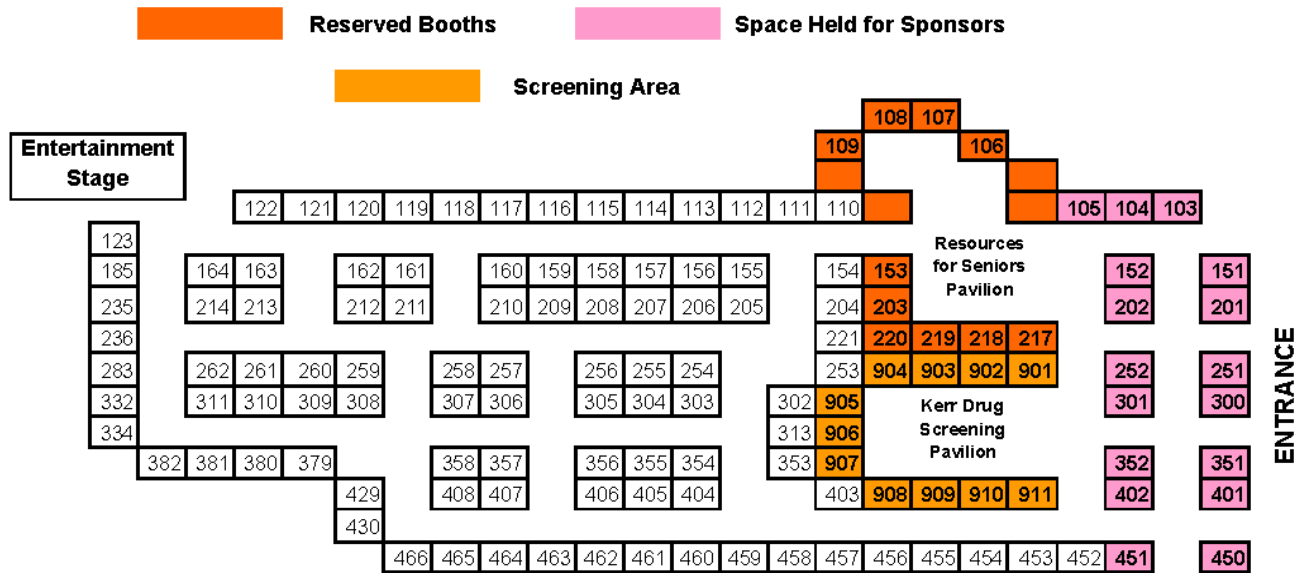 Reserved Booths
Space Held for Sponsors
Screening Area
108 107
Entertainment
Stage
109 106
122 121 120 119 118 117 116 115 114 113 112 111 110 105 104 103
123
Resources
for Seniors
Pavilion
185 164 163 162 161 160 159 158 157 156 155 154 153 152 151
235 214 213 212 211 210 209 208 207 206 205 204 203 202 201
236 221 220 219 218 217
283 262 261 260 259 258 257 256 255 254 253 904 903 902 901 252 251
332 311 310 309 308 307 306 305 304 303 302 905 301 300
Kerr Drug
Screening
Pavilion
ENTRANCE
334 313 906
382 381 380 379 358 357 356 355 354 353 907 352 351
429 408 407 406 405 404 403 908 909 910 911 402 401
430
466 465 464 463 462 461 460 459 458 457 456 455 454 453 452 451 450